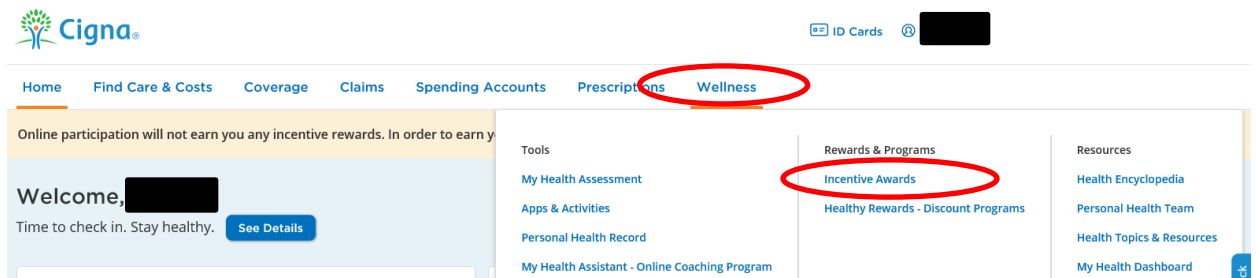 Cigna®
ID Cards
Home Find Care & Costs Coverage Claims Spending Accounts Prescriptions Wellness
Online participation will not earn you any incentive rewards. In order to earn
Tools
My Health Assessment
Apps & Activities
Personal Health Record
My Health Assistant - Online Coaching Program
Rewards & Programs
Incentive Awards
Healthy Rewards - Discount Programs
Resources
Health Encyclopedia
Personal Health Team
Health Topics & Resources
My Health Dashboard
Welcome,
Time to check in. Stay healthy. See Details